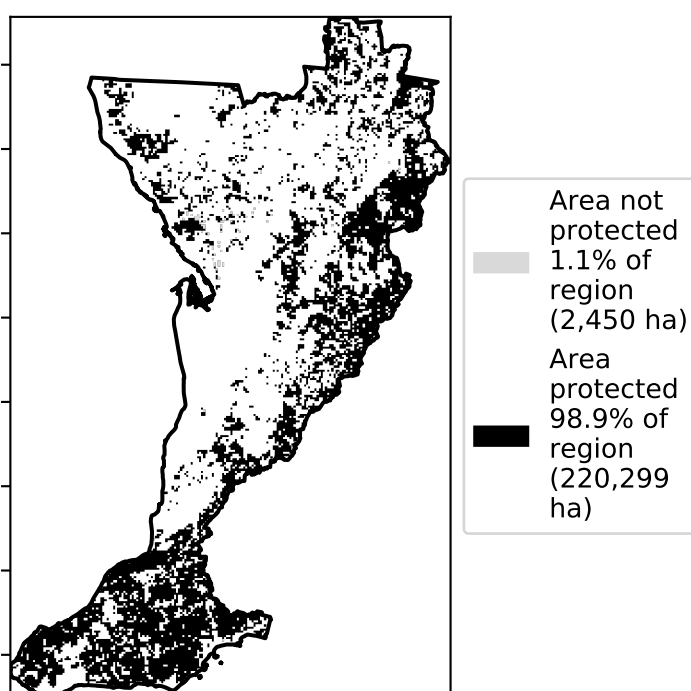 Area not
protected
1.1% of
region
(2,450 ha)
Area
protected
98.9% of
region
(220,299
ha)